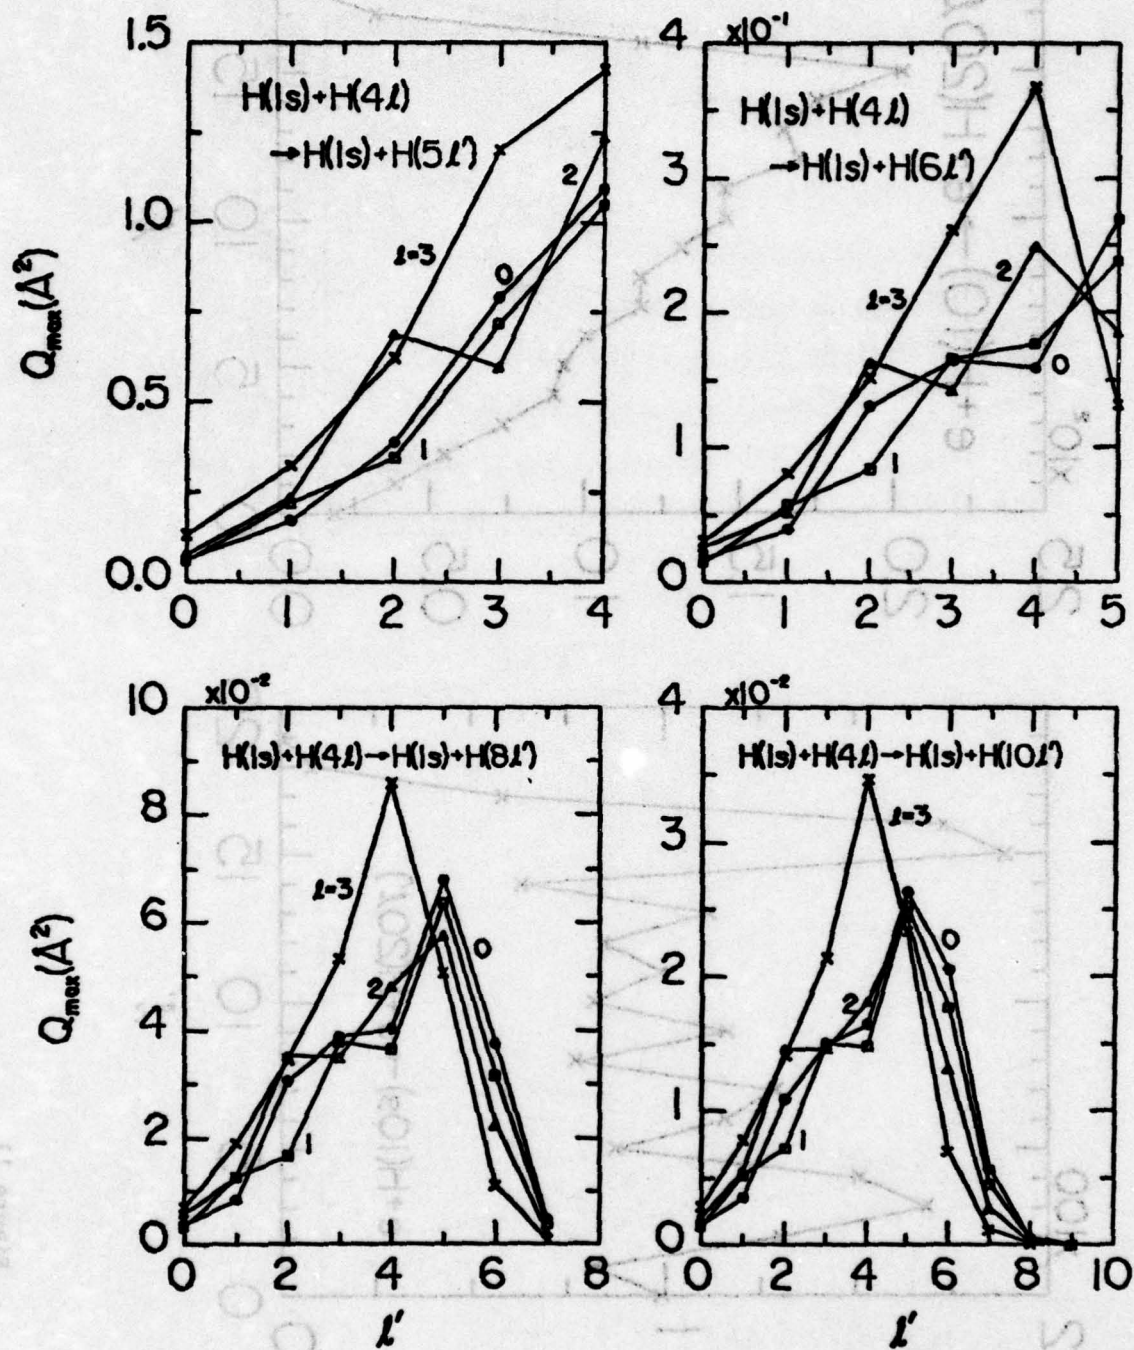 1.5
1.0
0.5
0.0
0 1 2 3 4
Q_max(Å²)
H(1s)+H(4ℓ)
→H(1s)+H(5ℓ')
ℓ=3
2
0
1
x10⁻¹
4
3
2
1
0
0 1 2 3 4 5
H(1s)+H(4ℓ)
→H(1s)+H(6ℓ')
ℓ=3
2
0
1
x10⁻²
10
8
6
4
2
0
0 2 4 6 8
Q_max(Å²)
ℓ'
H(1s)+H(4ℓ)→H(1s)+H(8ℓ')
ℓ=3
2
0
1
x10⁻²
4
3
2
1
0
0 2 4 6 8 10
ℓ'
H(1s)+H(4ℓ)→H(1s)+H(10ℓ')
ℓ=3
2
0
1